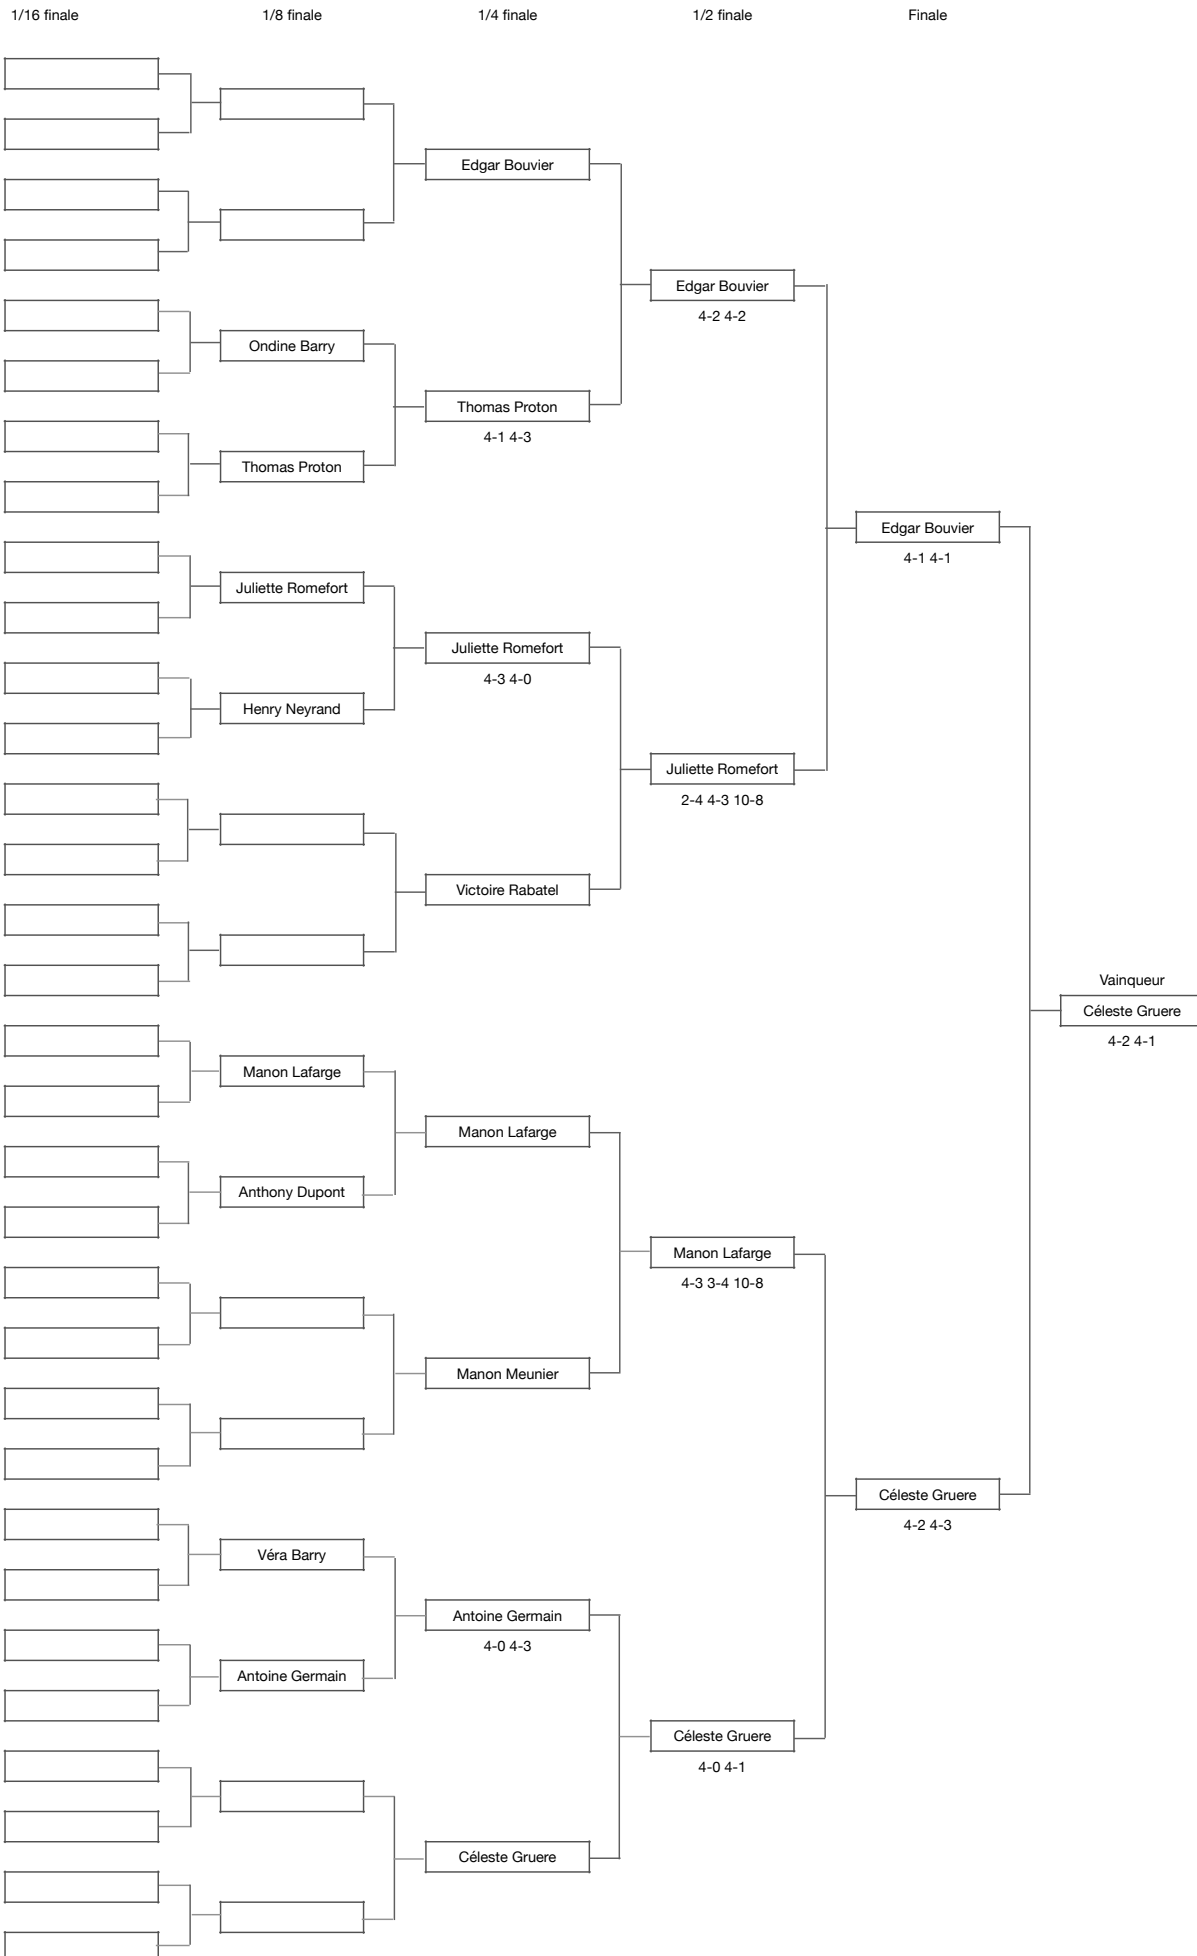 1/16 finale
1/8 finale
1/4 finale
1/2 finale
Finale
Edgar Bouvier
Edgar Bouvier
4-2 4-2
Ondine Barry
Thomas Proton
4-1 4-3
Thomas Proton
Edgar Bouvier
4-1 4-1
Juliette Romefort
Juliette Romefort
4-3 4-0
Henry Neyrand
Juliette Romefort
2-4 4-3 10-8
Victoire Rabatel
Vainqueur
Céleste Gruere
4-2 4-1
Manon Lafarge
Manon Lafarge
Anthony Dupont
Manon Lafarge
4-3 3-4 10-8
Manon Meunier
Céleste Gruere
4-2 4-3
Véra Barry
Antoine Germain
4-0 4-3
Antoine Germain
Céleste Gruere
4-0 4-1
Céleste Gruere